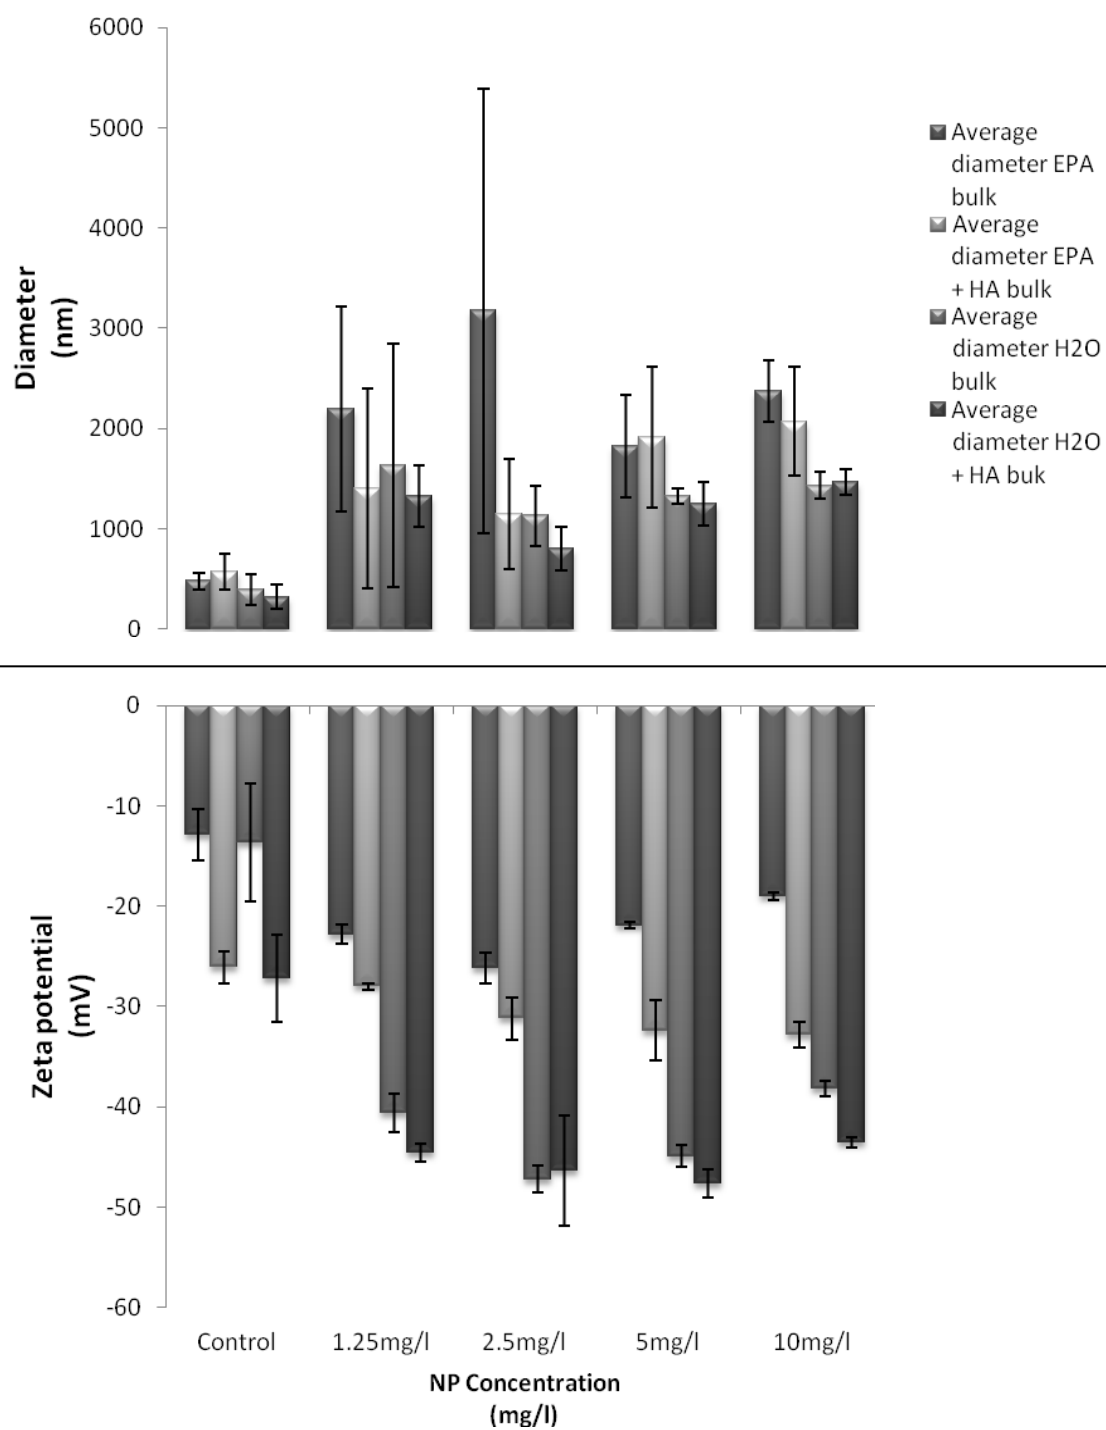 6000
5000
4000
3000
2000
1000
0
Diameter
(nm)
Average
diameter EPA
bulk
Average
diameter EPA
+ HA bulk
Average
diameter H2O
bulk
Average
diameter H2O
+ HA buk
0
-10
-20
-30
-40
-50
-60
Zeta potential
(mV)
Control 1.25mg/l 2.5mg/l 5mg/l 10mg/l
NP Concentration
(mg/l)